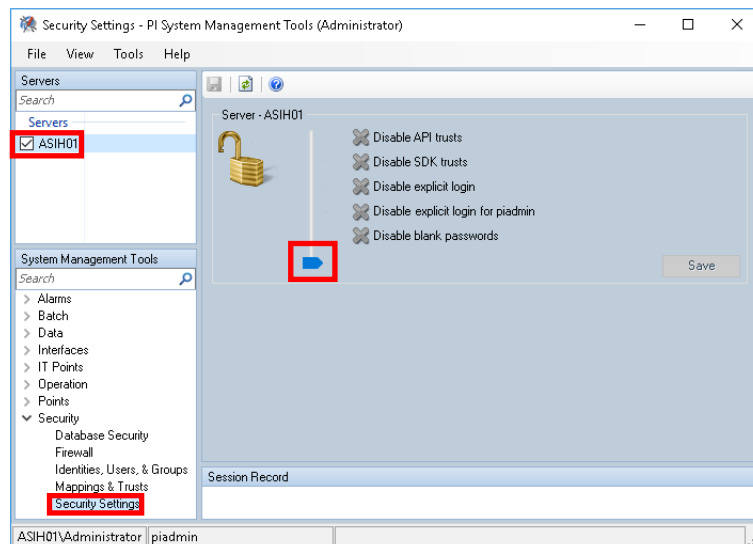 Security Settings - PI System Management Tools (Administrator)
File View Tools Help
Servers
Search
Servers
ASIH01
System Management Tools
Search
Alarms
Batch
Data
Interfaces
IT Points
Operation
Points
Security
Database Security
Firewall
Identities, Users, & Groups
Mappings & Trusts
Security Settings
Server - ASIH01
Disable API trusts
Disable SDK trusts
Disable explicit login
Disable explicit login for piadmin
Disable blank passwords
Save
Session Record
ASIH01\Administrator piadmin